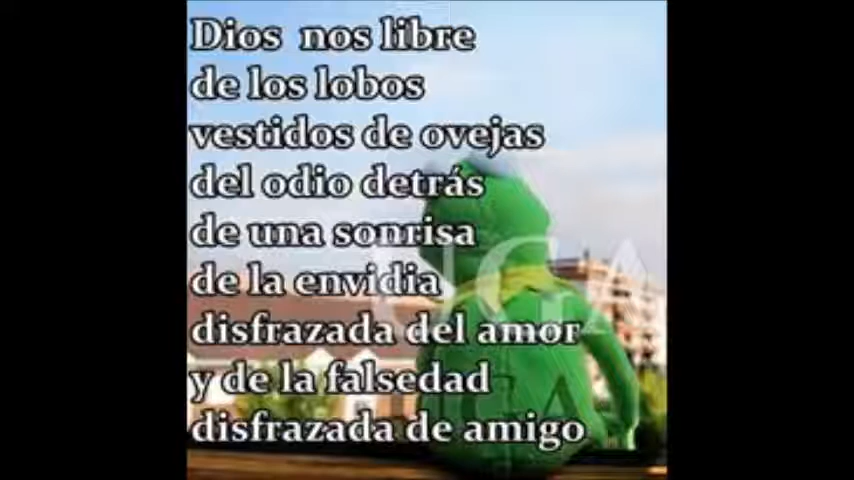 Dios nos libre
de los lobos
vestidos de ovejas
del odio detrás
de una sonrisa
de la envidia
disfrazada del amor
y de la falsedad
disfrazada de amigo